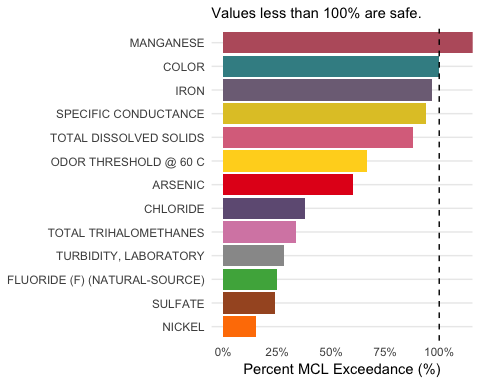 Values less than 100% are safe.
MANGANESE
COLOR
IRON
SPECIFIC CONDUCTANCE
TOTAL DISSOLVED SOLIDS
ODOR THRESHOLD @ 60 C
ARSENIC
CHLORIDE
TOTAL TRIHALOMETHANES
TURBIDITY, LABORATORY
FLUORIDE (F) (NATURAL-SOURCE)
SULFATE
NICKEL
0% 25% 50% 75% 100%
Percent MCL Exceedance (%)